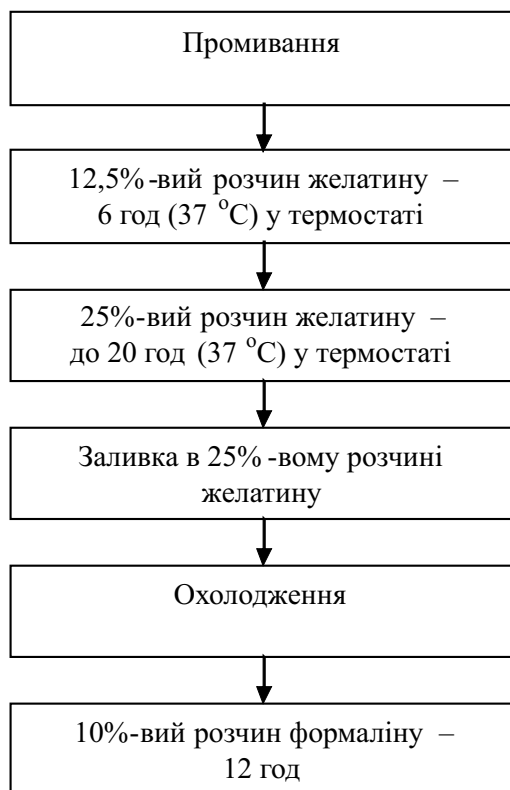 Промивання
12,5%-вий розчин желатину –
6 год (37 °С) у термостаті
25%-вий розчин желатину –
до 20 год (37 °С) у термостаті
Заливка в 25%-вому розчині
желатину
Охолодження
10%-вий розчин формаліну –
12 год